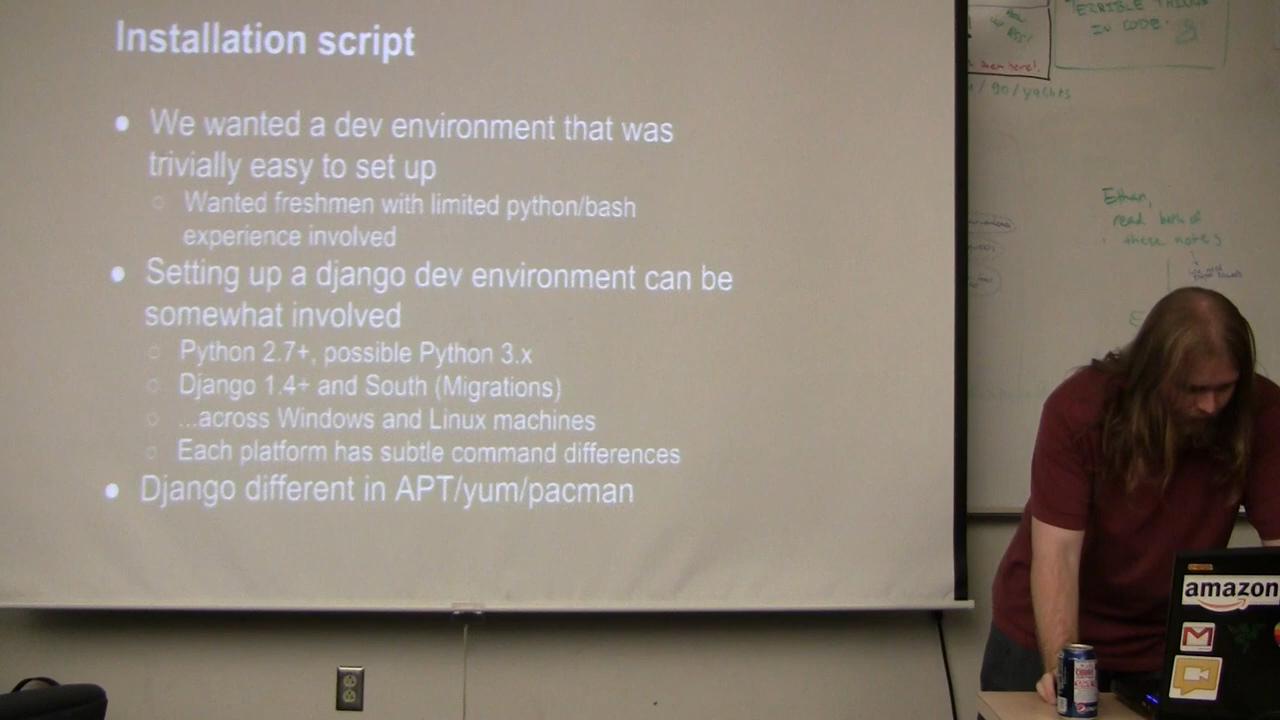 Installation script
● We wanted a dev environment that was
trivially easy to set up
○ Wanted freshmen with limited python/bash
experience involved
● Setting up a django dev environment can be
somewhat involved
○ Python 2.7+, possible Python 3.x
○ Django 1.4+ and South (Migrations)
○ ...across Windows and Linux machines
○ Each platform has subtle command differences
● Django different in APT/yum/pacman
TERRIBLE THINGS
IN CODE
/ go/yachts
Ethan,
read both of
these notes
amazon